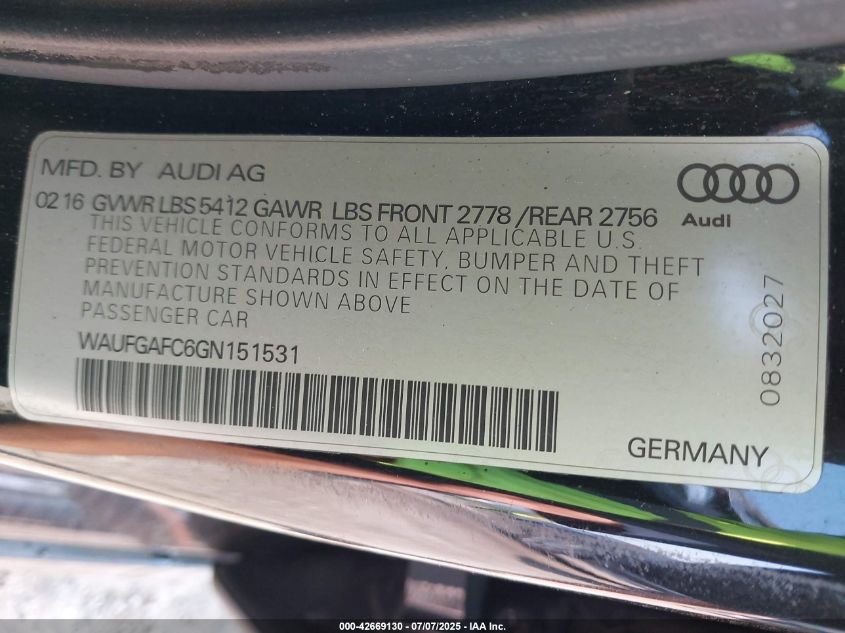 MFD. BY AUDI AG
02 16 GVWR LBS 5412 GAWR LBS FRONT 2778 /REAR 2756
THIS VEHICLE CONFORMS TO ALL APPLICABLE U.S.
FEDERAL MOTOR VEHICLE SAFETY, BUMPER AND THEFT
PREVENTION STANDARDS IN EFFECT ON THE DATE OF
MANUFACTURE SHOWN ABOVE
PASSENGER CAR
WAUFGAFC6GN151531
Audi
0832027
GERMANY
000-42669130 - 07/07/2025 - IAA Inc.